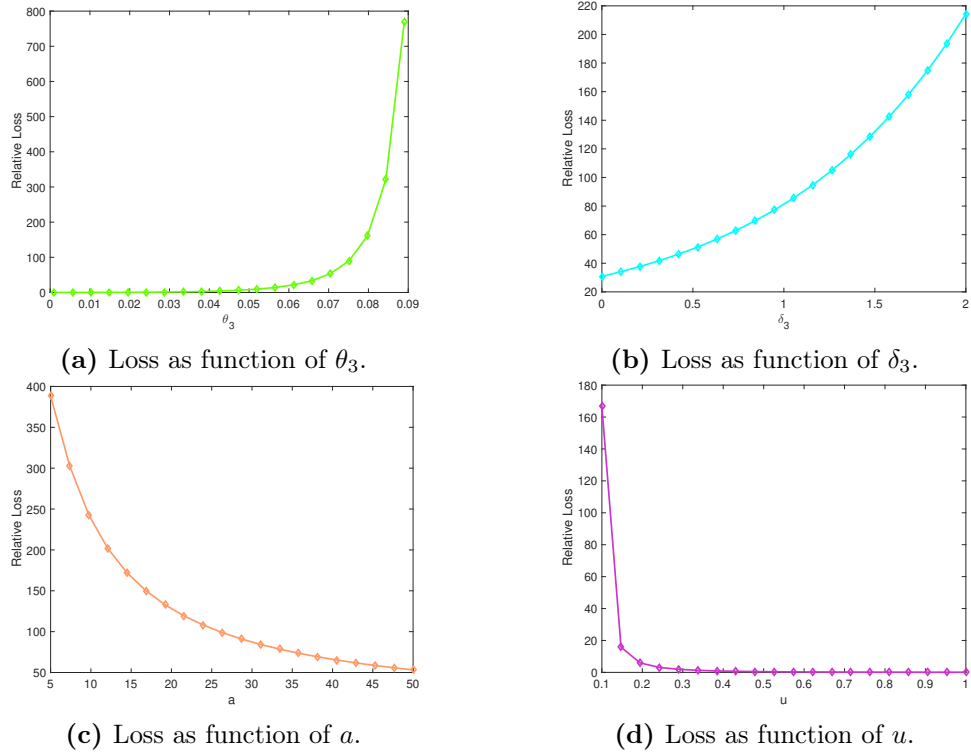 800
700
600
500
400
300
200
100
0
Relative Loss
0 0.01 0.02 0.03 0.04 0.05 0.06 0.07 0.08 0.09
θ3
(a) Loss as function of θ3.
220
200
180
160
140
120
100
80
60
40
20
Relative Loss
0 0.5 1 1.5 2
δ3
(b) Loss as function of δ3.
400
350
300
250
200
150
100
50
Relative Loss
5 10 15 20 25 30 35 40 45 50
a
(c) Loss as function of a.
180
160
140
120
100
80
60
40
20
0
Relative Loss
0.1 0.2 0.3 0.4 0.5 0.6 0.7 0.8 0.9 1
u
(d) Loss as function of u.